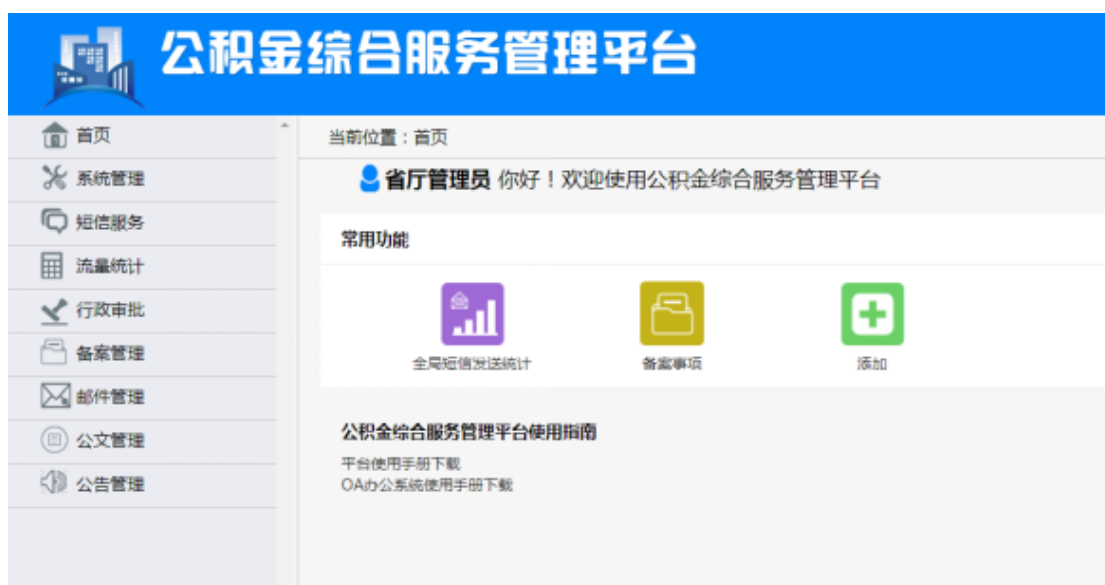 公积金综合服务管理平台
首页
系统管理
短信服务
流量统计
行政审批
备案管理
邮件管理
公文管理
公告管理
当前位置：首页
省厅管理员 你好！欢迎使用公积金综合服务管理平台
常用功能
全局短信发送统计
备案事项
添加
公积金综合服务管理平台使用指南
平台使用手册下载
OA办公系统使用手册下载